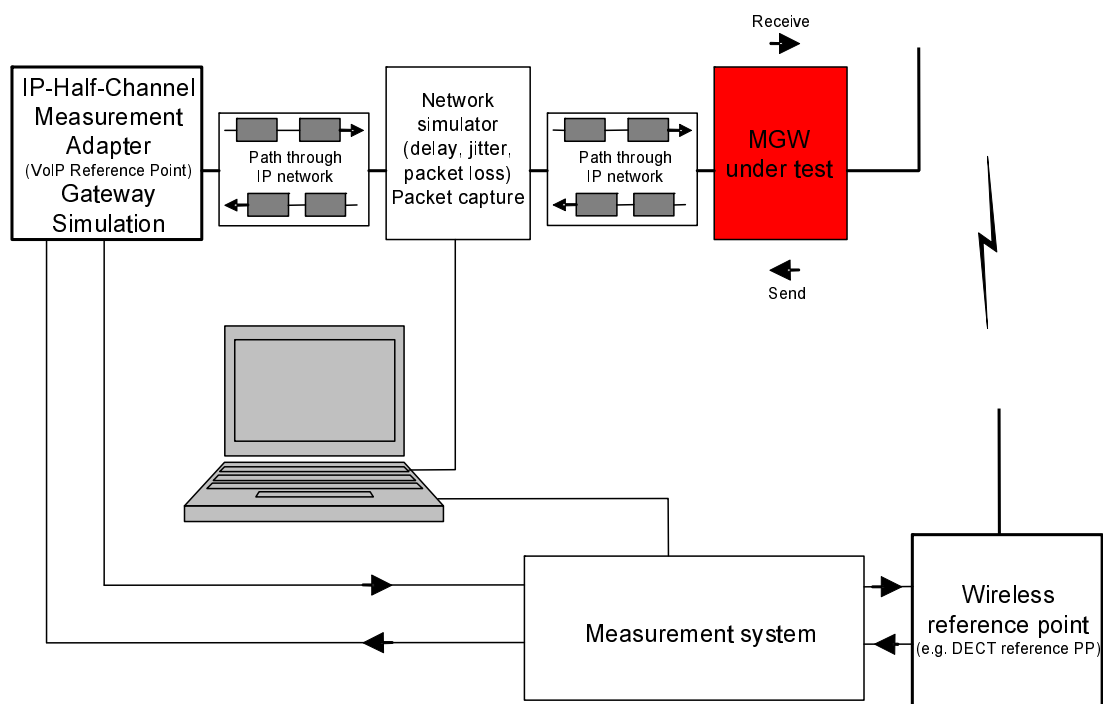 Receive
IP-Half-Channel
Measurement
Adapter
(VoIP Reference Point)
Gateway
Simulation
Path through
IP network
Network
simulator
(delay, jitter,
packet loss)
Packet capture
Path through
IP network
MGW
under test
Send
Measurement system
Wireless
reference point
(e.g. DECT reference PP)